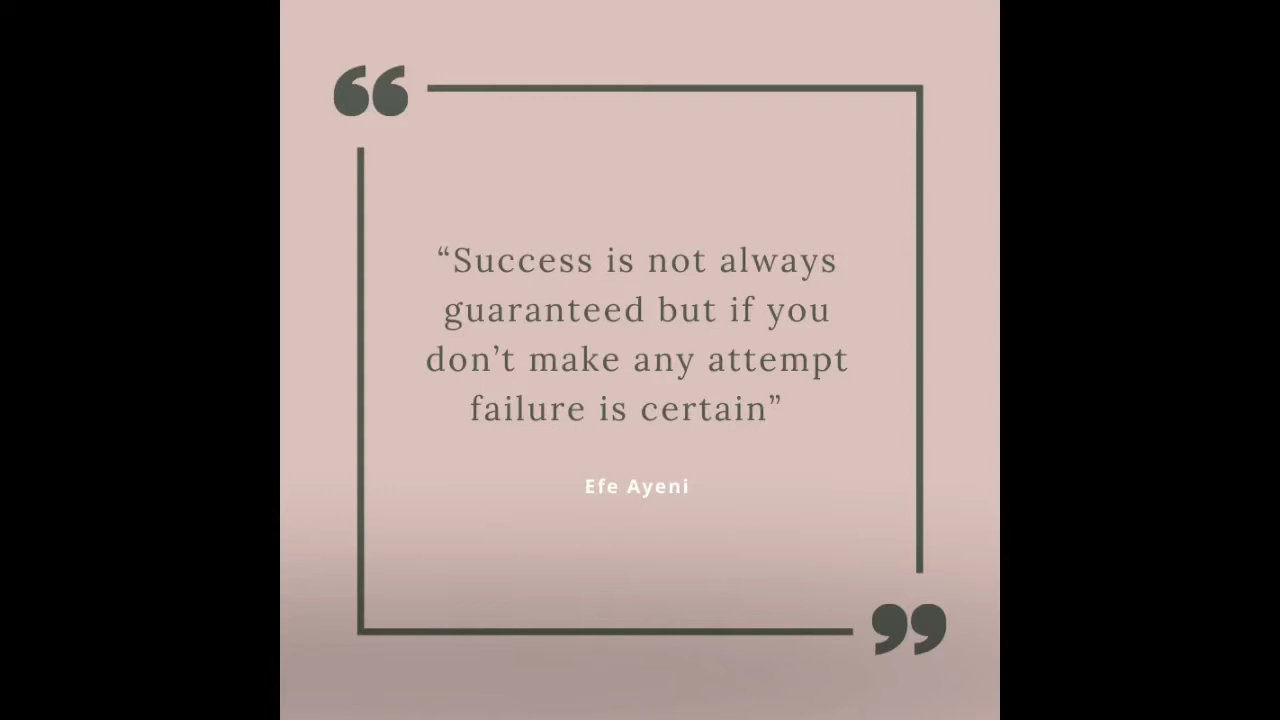 “Success is not always
guaranteed but if you
don’t make any attempt
failure is certain”
Efe Ayeni